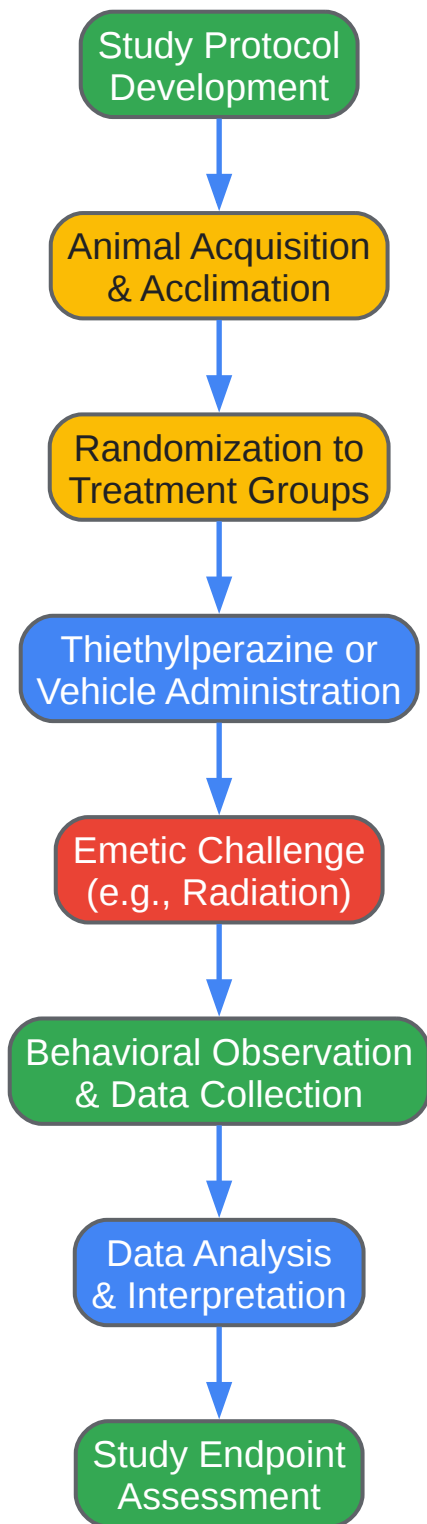 Study Protocol
Development
Animal Acquisition
& Acclimation
Randomization to
Treatment Groups
Thiethylperazine or
Vehicle Administration
Emetic Challenge
(e.g., Radiation)
Behavioral Observation
& Data Collection
Data Analysis
& Interpretation
Study Endpoint
Assessment